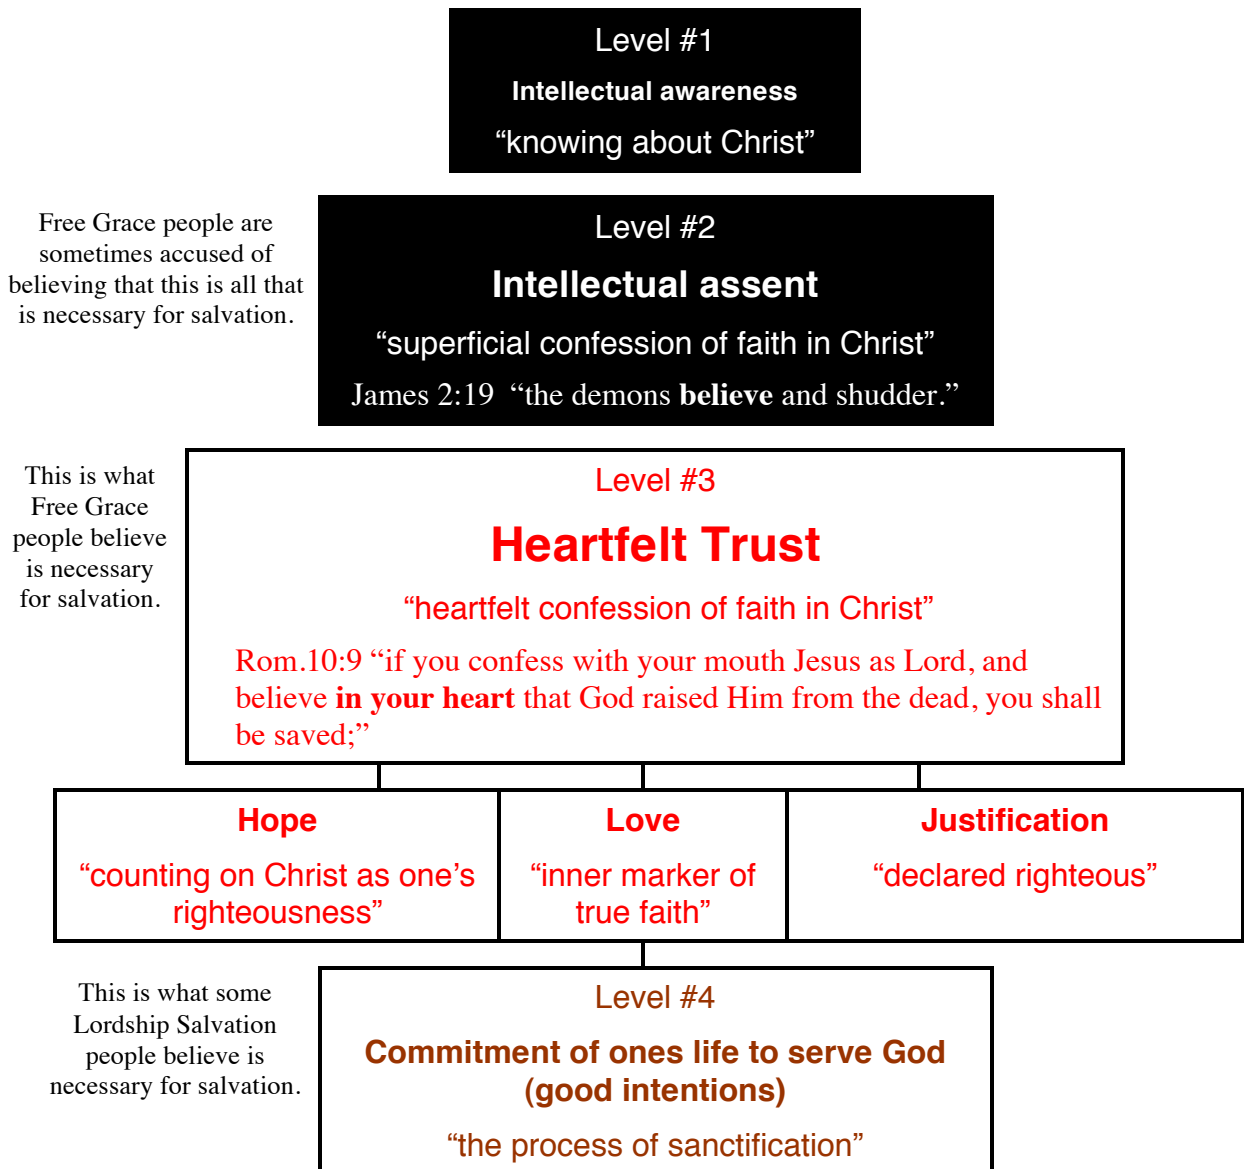 Level #1
Intellectual awareness
“knowing about Christ”
Free Grace people are
sometimes accused of
believing that this is all that
is necessary for salvation.
Level #2
Intellectual assent
“superficial confession of faith in Christ”
James 2:19 “the demons believe and shudder.”
This is what
Free Grace
people believe
is necessary
for salvation.
Level #3
Heartfelt Trust
“heartfelt confession of faith in Christ”
Rom.10:9 “if you confess with your mouth Jesus as Lord, and
believe in your heart that God raised Him from the dead, you shall
be saved;”
Hope
“counting on Christ as one’s
righteousness”
Love
“inner marker of
true faith”
Justification
“declared righteous”
This is what some
Lordship Salvation
people believe is
necessary for salvation.
Level #4
Commitment of ones life to serve God
(good intentions)
“the process of sanctification”